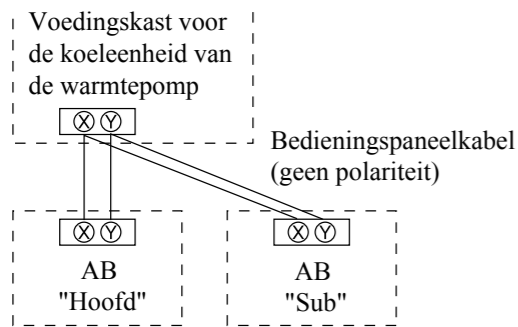 Voedingskast voor
de koeleenheid van
de warmtepomp
X Y
Bedieningspaneelkabel
(geen polariteit)
X Y
X Y
AB
"Hoofd"
AB
"Sub"